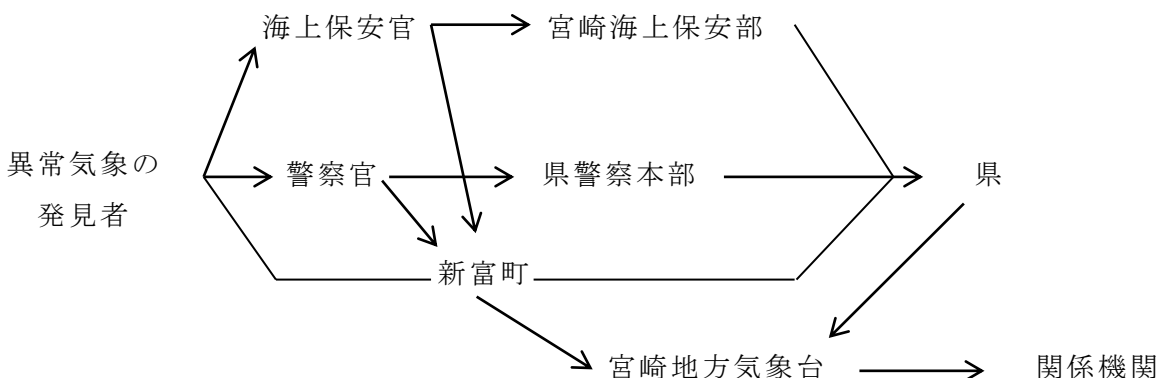 海上保安官
宮崎海上保安部
異常気象の
発見者
警察官
県警察本部
県
新富町
宮崎地方気象台
関係機関